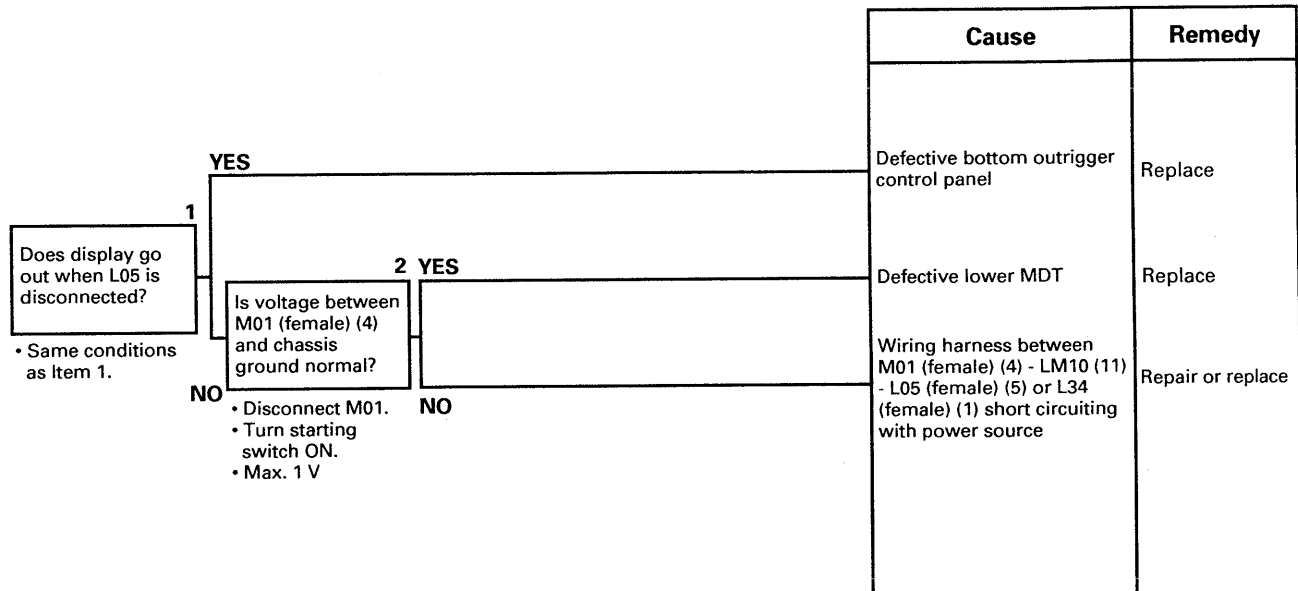 Cause
Remedy
YES
Defective bottom outrigger
control panel
Replace
1
Does display go
out when L05 is
disconnected?
• Same conditions
as Item 1.
NO
2 YES
Is voltage between
M01 (female) (4)
and chassis
ground normal?
• Disconnect M01.
• Turn starting
switch ON.
• Max. 1 V
Defective lower MDT
Replace
NO
Wiring harness between
M01 (female) (4) - LM10 (11)
- L05 (female) (5) or L34
(female) (1) short circuiting
with power source
Repair or replace